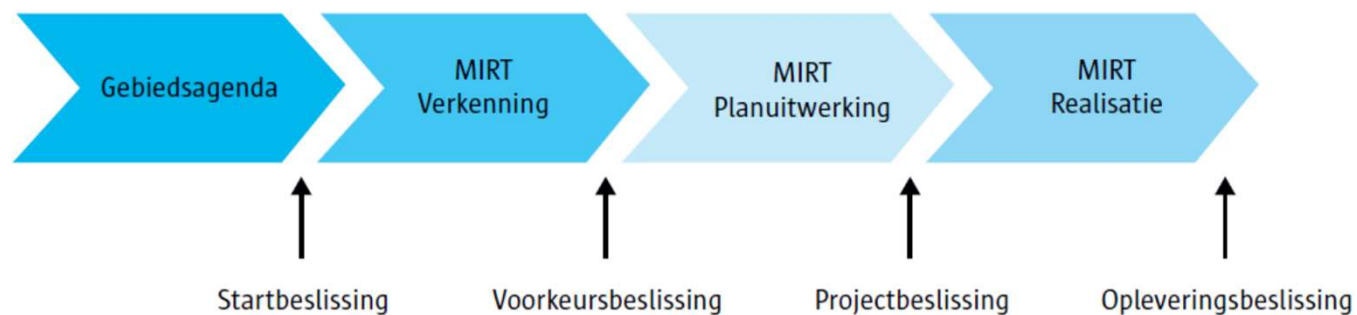 Gebiedsagenda
MIRT
Verkenning
MIRT
Planuitwerking
MIRT
Realisatie
Startbeslissing
Voorkeursbeslissing
Projectbeslissing
Opleveringsbeslissing